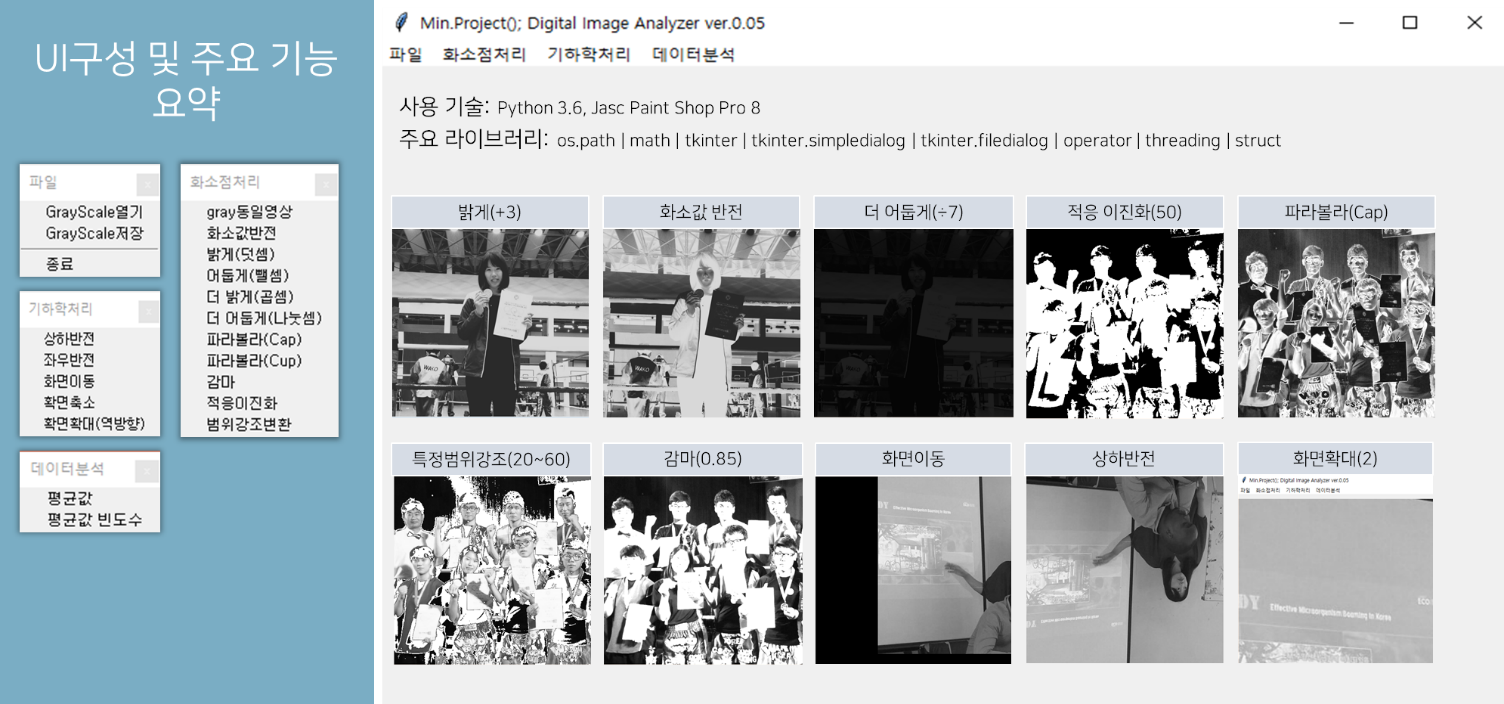 UI구성 및 주요 기능
요약
파일
GrayScale열기
GrayScale저장
종료
기하학처리
상하반전
좌우반전
화면이동
확면축소
확면확대(역방향)
데이터분석
평균값
평균값 빈도수
화소점처리
gray동일영상
화소값반전
밝게(덧셈)
어둡게(뺄셈)
더 밝게(곱셈)
더 어둡게(나눗셈)
파라볼라(Cap)
파라볼라(Cup)
감마
적응이진화
범위강조변환
Min.Project(); Digital Image Analyzer ver.0.05
파일 화소점처리 기하학처리 데이터분석
사용 기술: Python 3.6, Jasc Paint Shop Pro 8
주요 라이브러리: os.path | math | tkinter | tkinter.simpledialog | tkinter.filedialog | operator | threading | struct
밝게(+3) 화소값 반전 더 어둡게(÷7) 적응 이진화(50) 파라볼라(Cap)
WAKO
WAKO
특정범위강조(20~60) 감마(0.85) 화면이동 상하반전 화면확대(2)
Min.Project(); Digital Image Analyzer ver.0.05
파일 화소점처리 기하학처리 데이터분석
OY Effective Microorganism Booming In Korea ECO